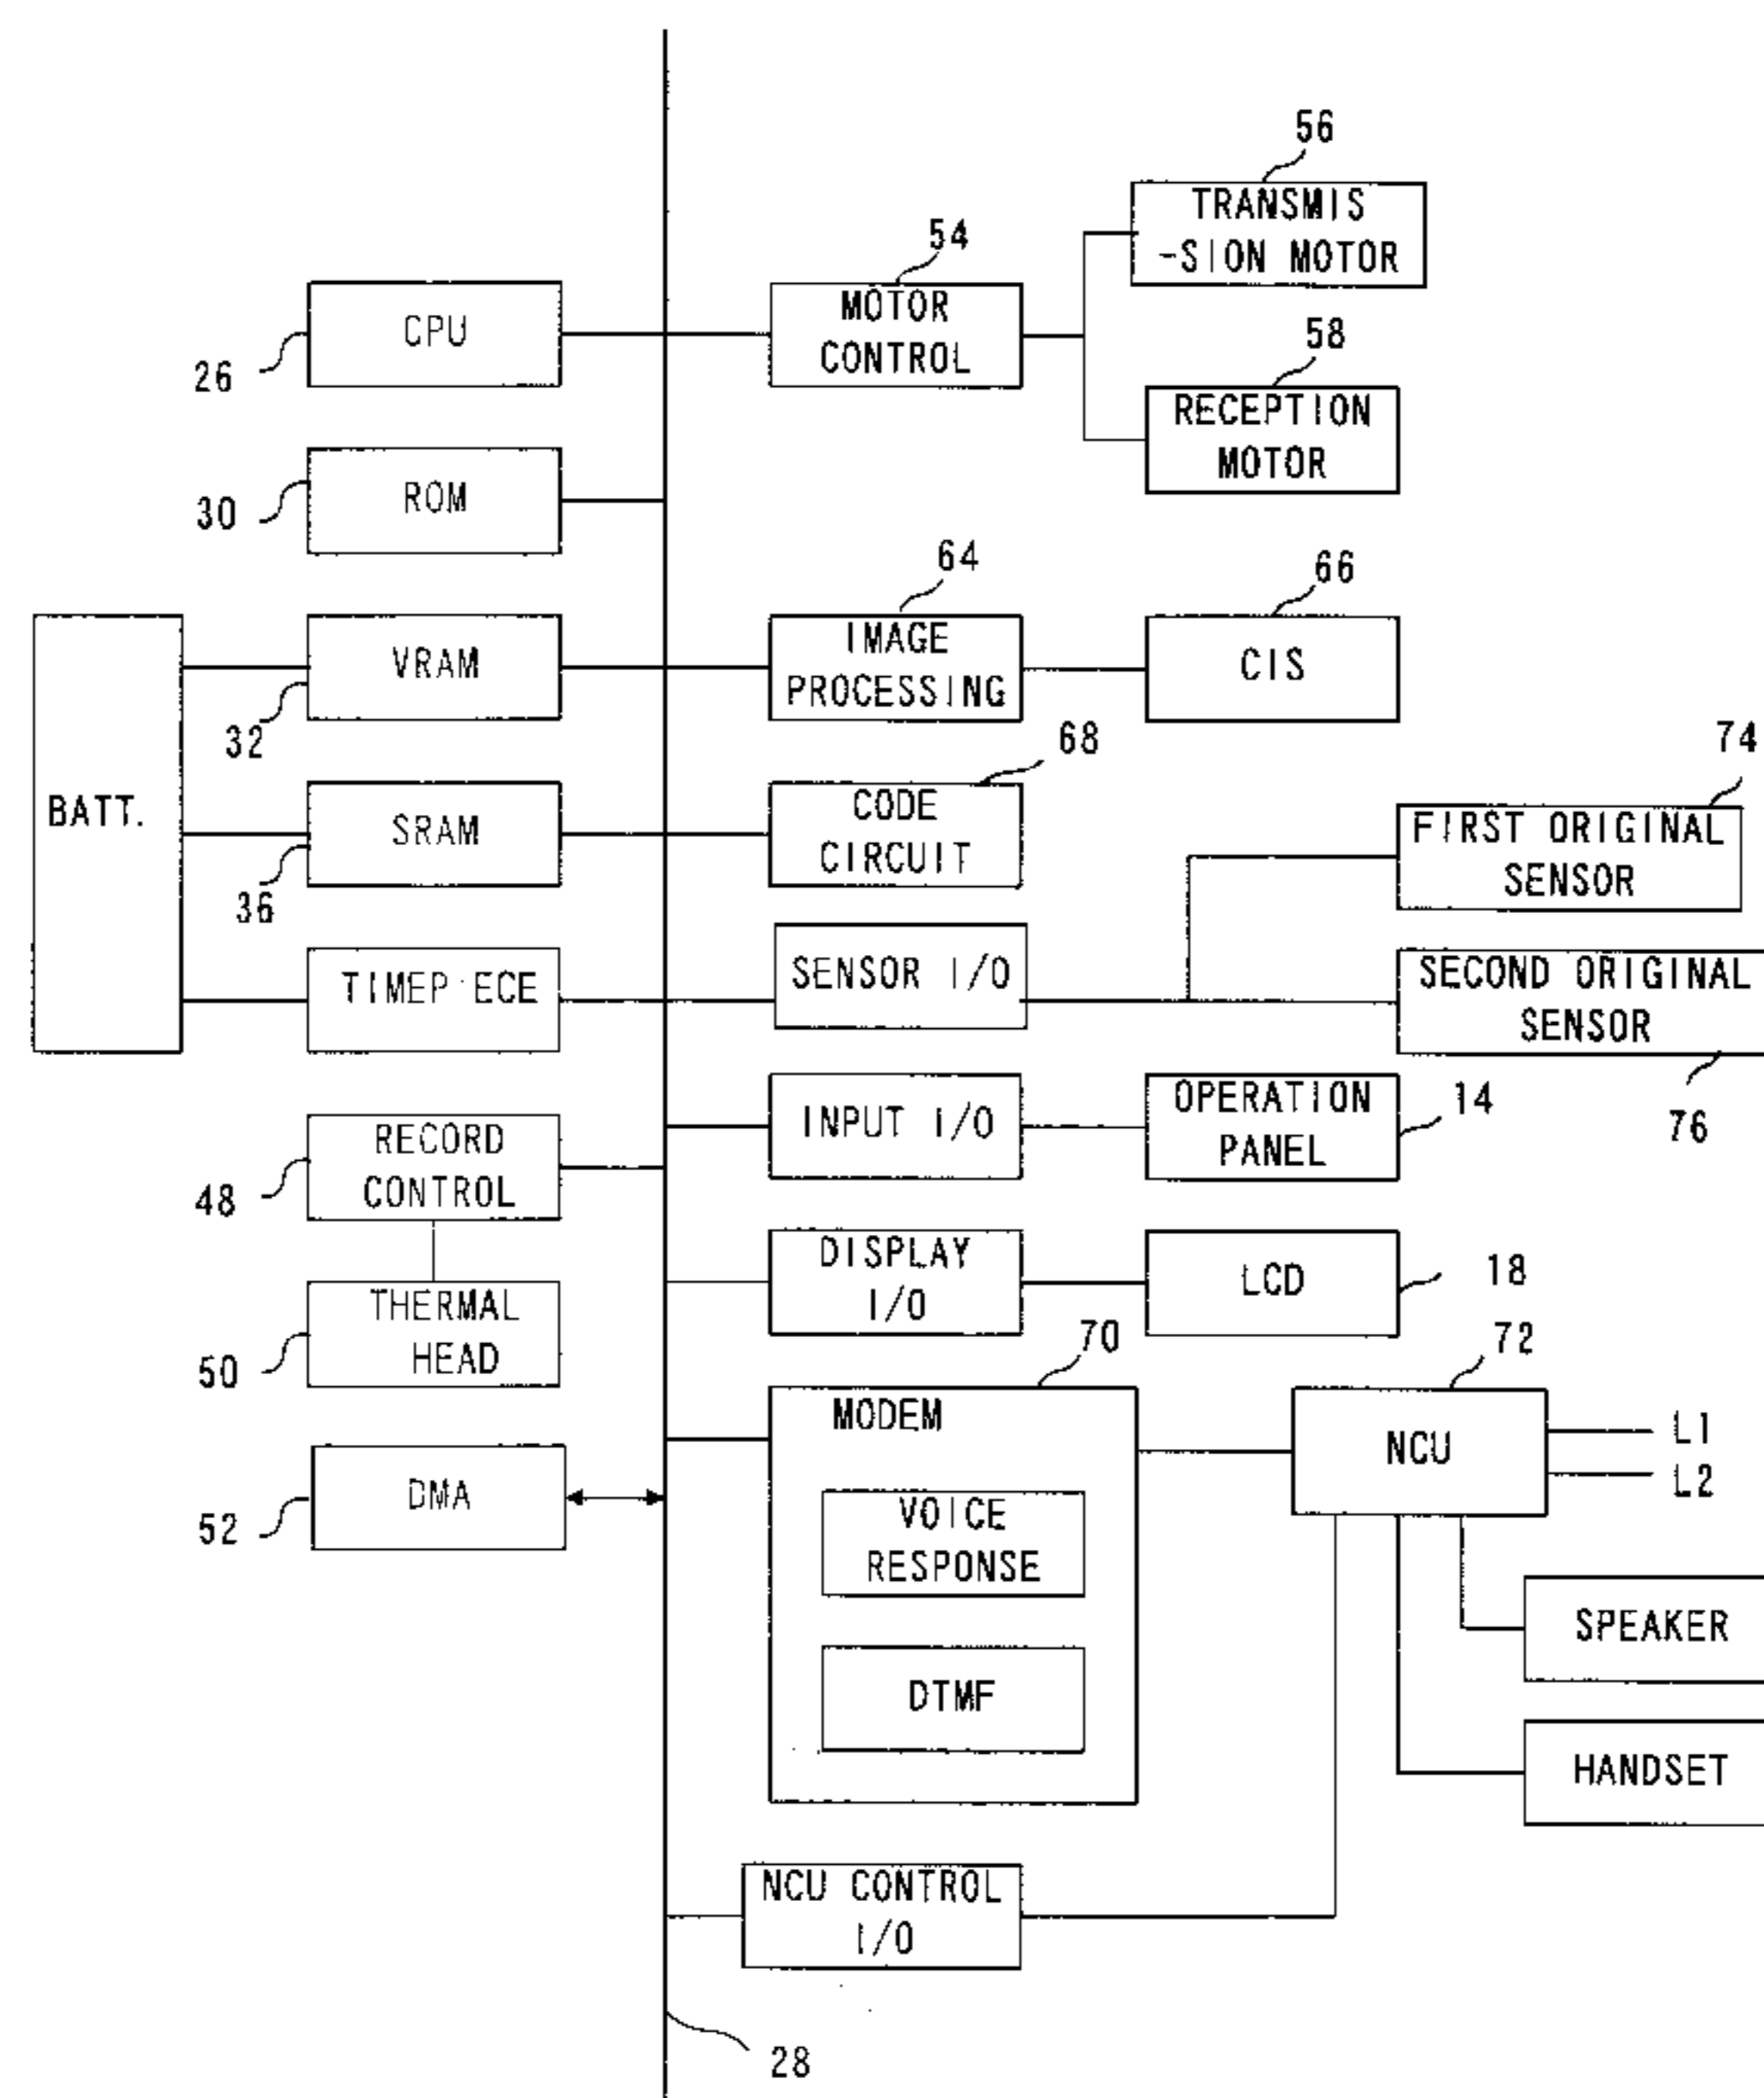 56
TRANSMIS
-SION MOTOR
54
MOTOR
CONTROL
CPU
26
58
RECEPTION
MOTOR
ROM
30
64
66
IMAGE
PROCESSING
CIS
VRAM
32
BATT.
68
CODE
CIRCUIT
SRAM
36
74
FIRST ORIGINAL
SENSOR
TIMEP ECE
SENSOR I/O
SECOND ORIGINAL
SENSOR
76
RECORD
CONTROL
48
INPUT I/O
OPERATION
PANEL
14
THERMAL
HEAD
50
DISPLAY
I/O
LCD
18
70
72
MODEM
NCU
L1
L2
DMA
52
VOICE
RESPONSE
DTMF
SPEAKER
HANDSET
NCU CONTROL
I/O
28